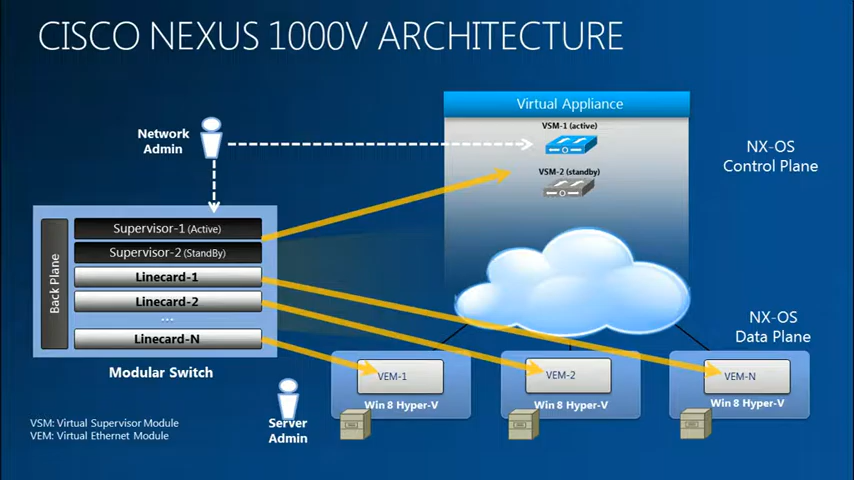 CISCO NEXUS 1000V ARCHITECTURE
Network
Admin
Virtual Appliance
VSM-1 (active)
VSM-2 (standby)
NX-OS
Control Plane
Back Plane
Supervisor-1 (Active)
Supervisor-2 (StandBy)
Linecard-1
Linecard-2
...
Linecard-N
Modular Switch
NX-OS
Data Plane
VEM-1
VEM-2
VEM-N
Win 8 Hyper-V
Win 8 Hyper-V
Win 8 Hyper-V
Server
Admin
VSM: Virtual Supervisor Module
VEM: Virtual Ethernet Module